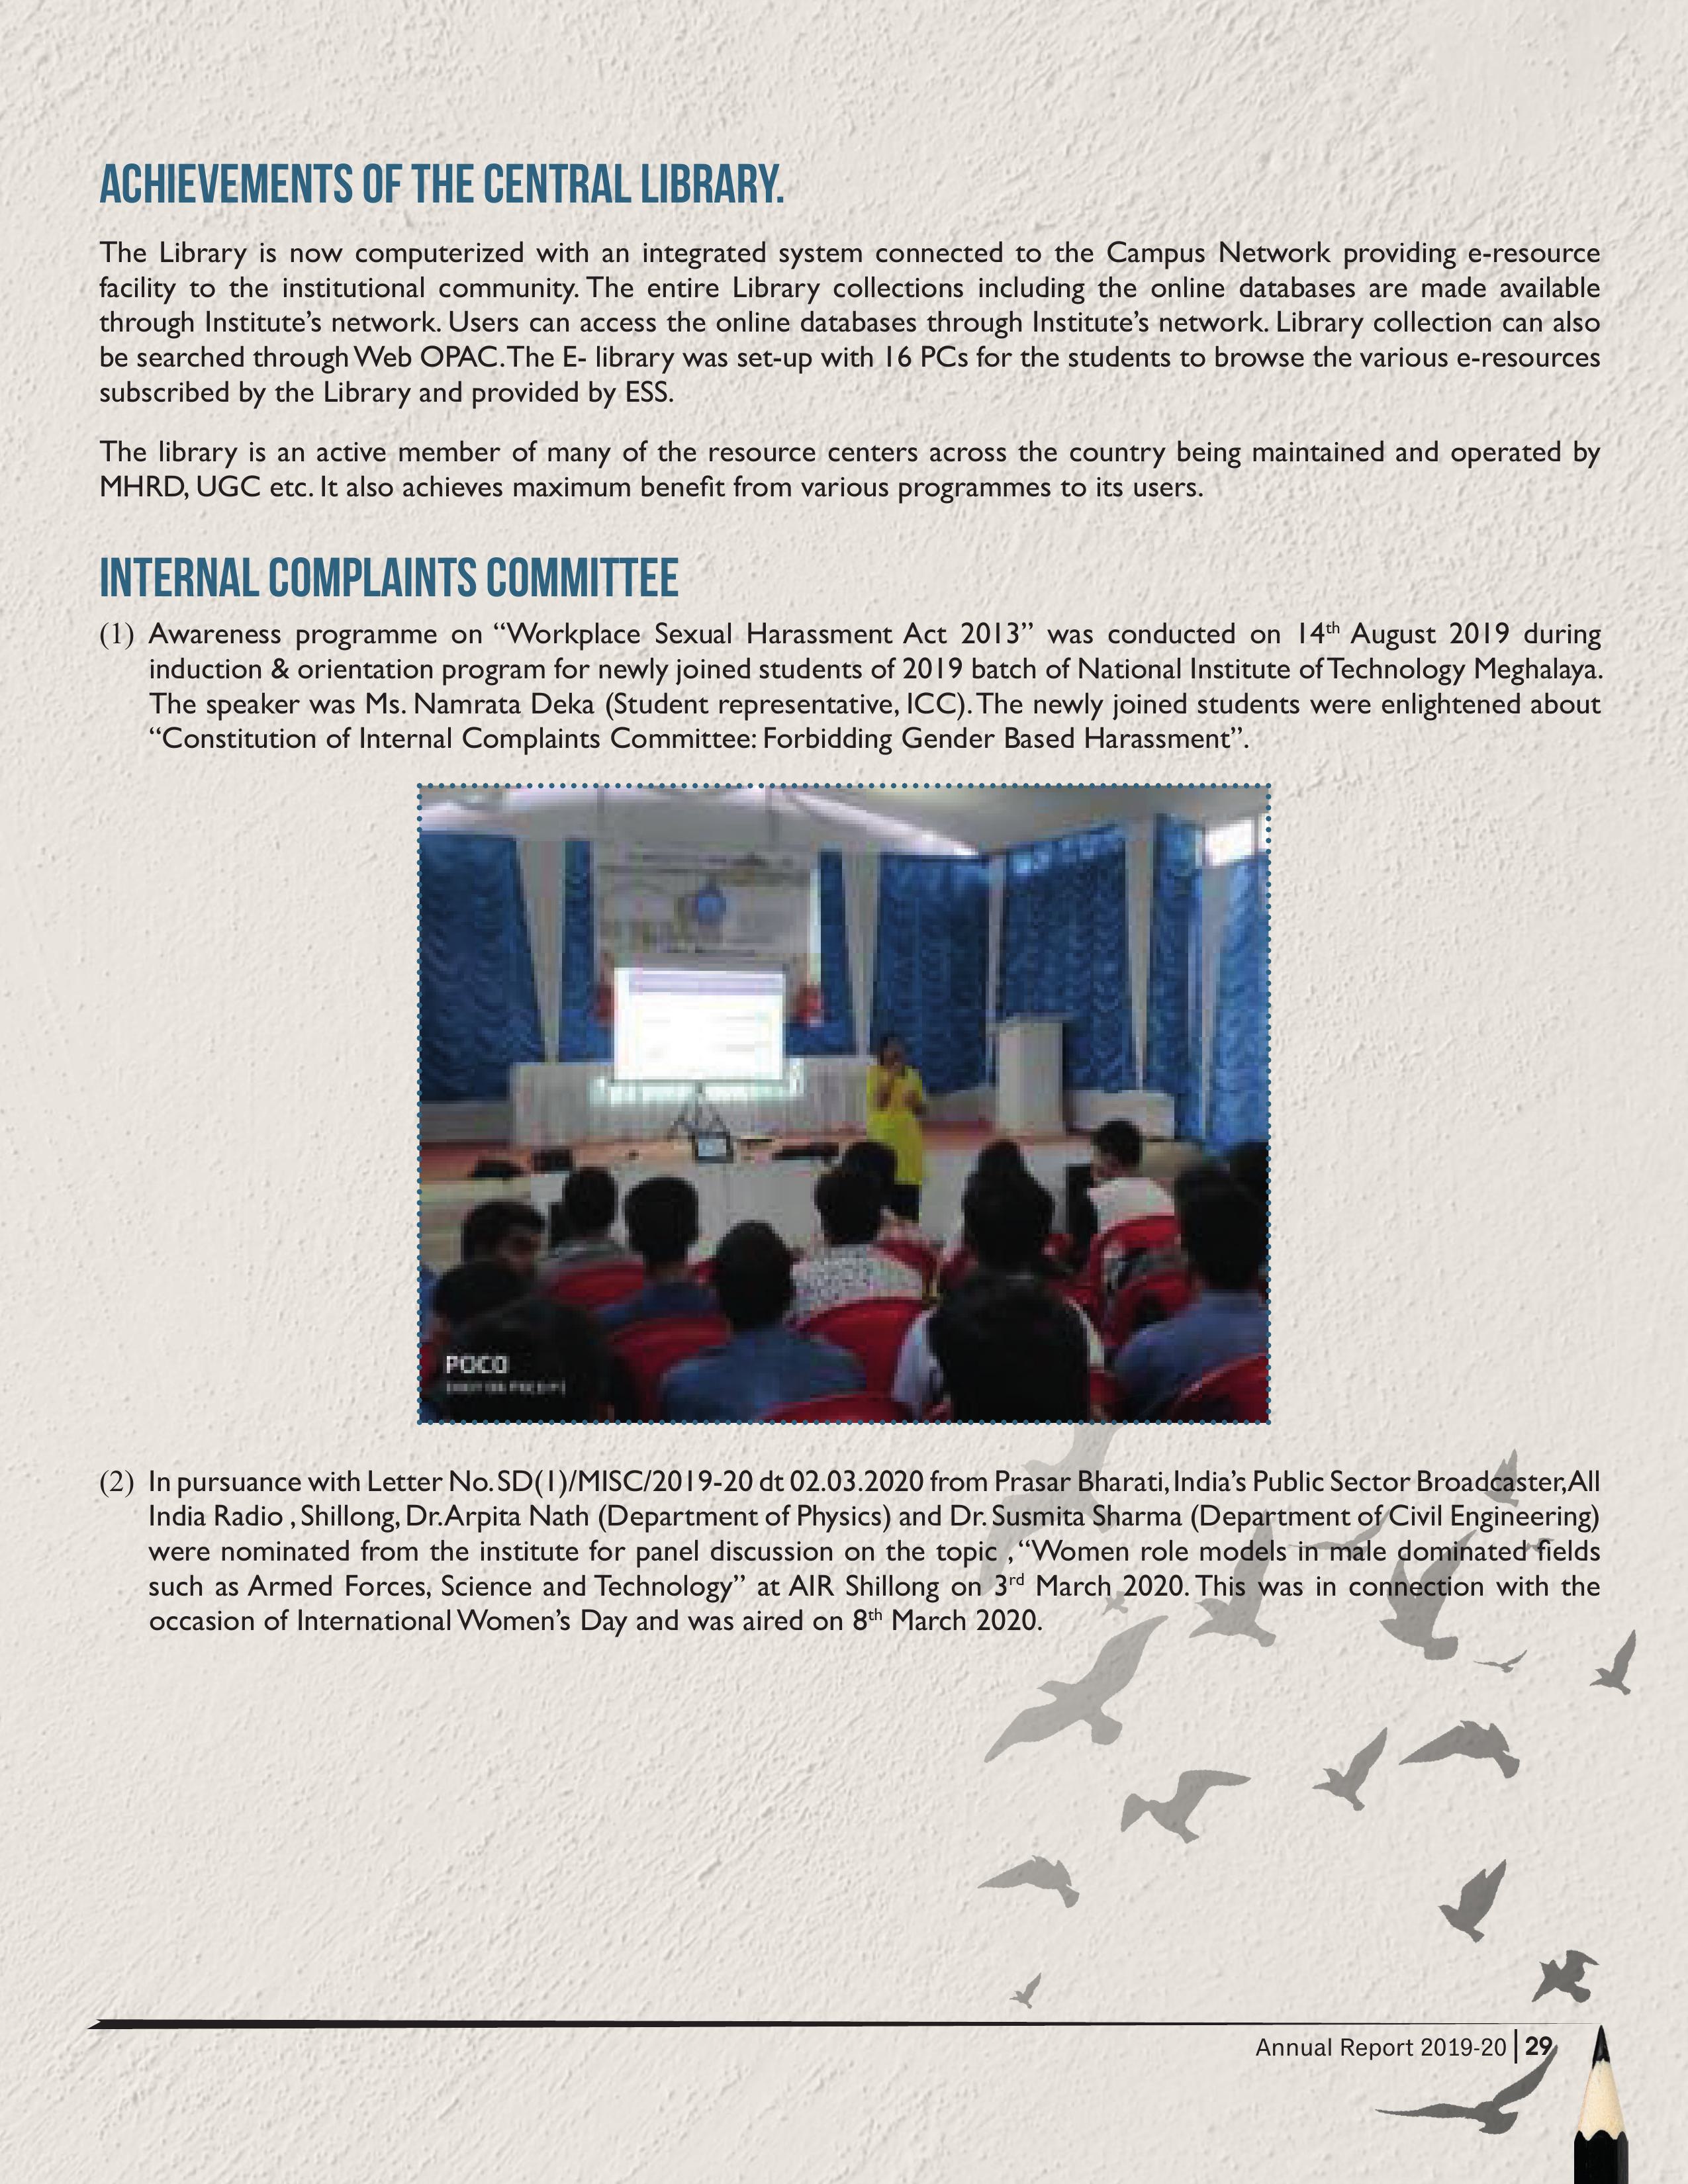 ACHIEVEMENTS OF THE CENTRAL LIBRARY.
The Library is now computerized with an integrated system connected to the Campus Network providing e-resource
facility to the institutional community. The entire Library collections including the online databases are made available
through Institute’s network. Users can access the online databases through Institute’s network. Library collection can also
be searched through Web OPAC. The E- library was set-up with 16 PCs for the students to browse the various e-resources
subscribed by the Library and provided by ESS.
The library is an active member of many of the resource centers across the country being maintained and operated by
MHRD, UGC etc. It also achieves maximum benefit from various programmes to its users.
INTERNAL COMPLAINTS COMMITTEE
(1) Awareness programme on “Workplace Sexual Harassment Act 2013” was conducted on 14th August 2019 during
induction & orientation program for newly joined students of 2019 batch of National Institute of Technology Meghalaya.
The speaker was Ms. Namrata Deka (Student representative, ICC). The newly joined students were enlightened about
“Constitution of Internal Complaints Committee: Forbidding Gender Based Harassment”.
POCO
(2) In pursuance with Letter No. SD(1)/MISC/2019-20 dt 02.03.2020 from Prasar Bharati, India’s Public Sector Broadcaster, All
India Radio , Shillong, Dr. Arpita Nath (Department of Physics) and Dr. Susmita Sharma (Department of Civil Engineering)
were nominated from the institute for panel discussion on the topic , “Women role models in male dominated fields
such as Armed Forces, Science and Technology” at AIR Shillong on 3rd March 2020. This was in connection with the
occasion of International Women’s Day and was aired on 8th March 2020.
Annual Report 2019-20 | 29